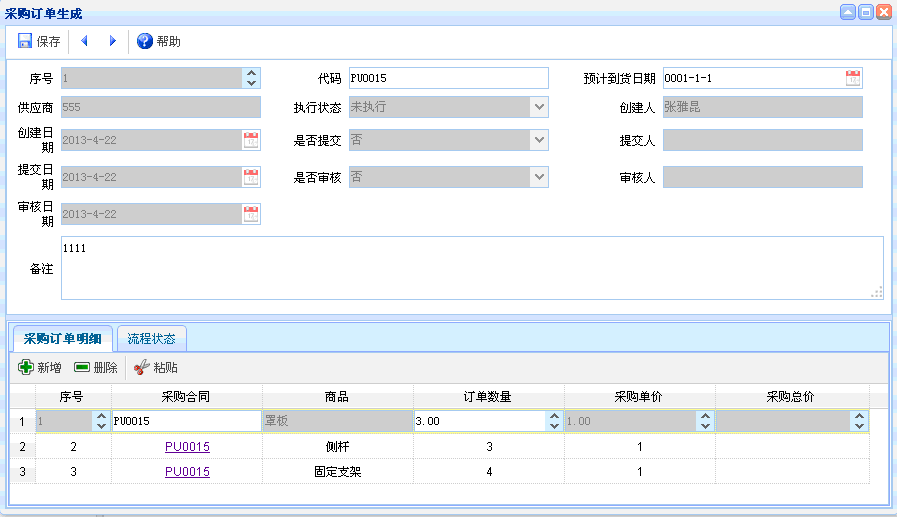 采购订单生成
保存 帮助
序号 1 代码 PU0015 预计到货日期 0001-1-1
供应商 555 执行状态 未执行 创建人 张雅昆
创建日期 2013-4-22 是否提交 否 提交人
提交日期 2013-4-22 是否审核 否 审核人
审核日期 2013-4-22
备注 1111
采购订单明细 流程状态
新增 删除 粘贴
序号 采购合同 商品 订单数量 采购单价 采购总价
1 1 PU0015 罩板 3.00 1.00
2 2 PU0015 侧杆 3 1
3 3 PU0015 固定支架 4 1